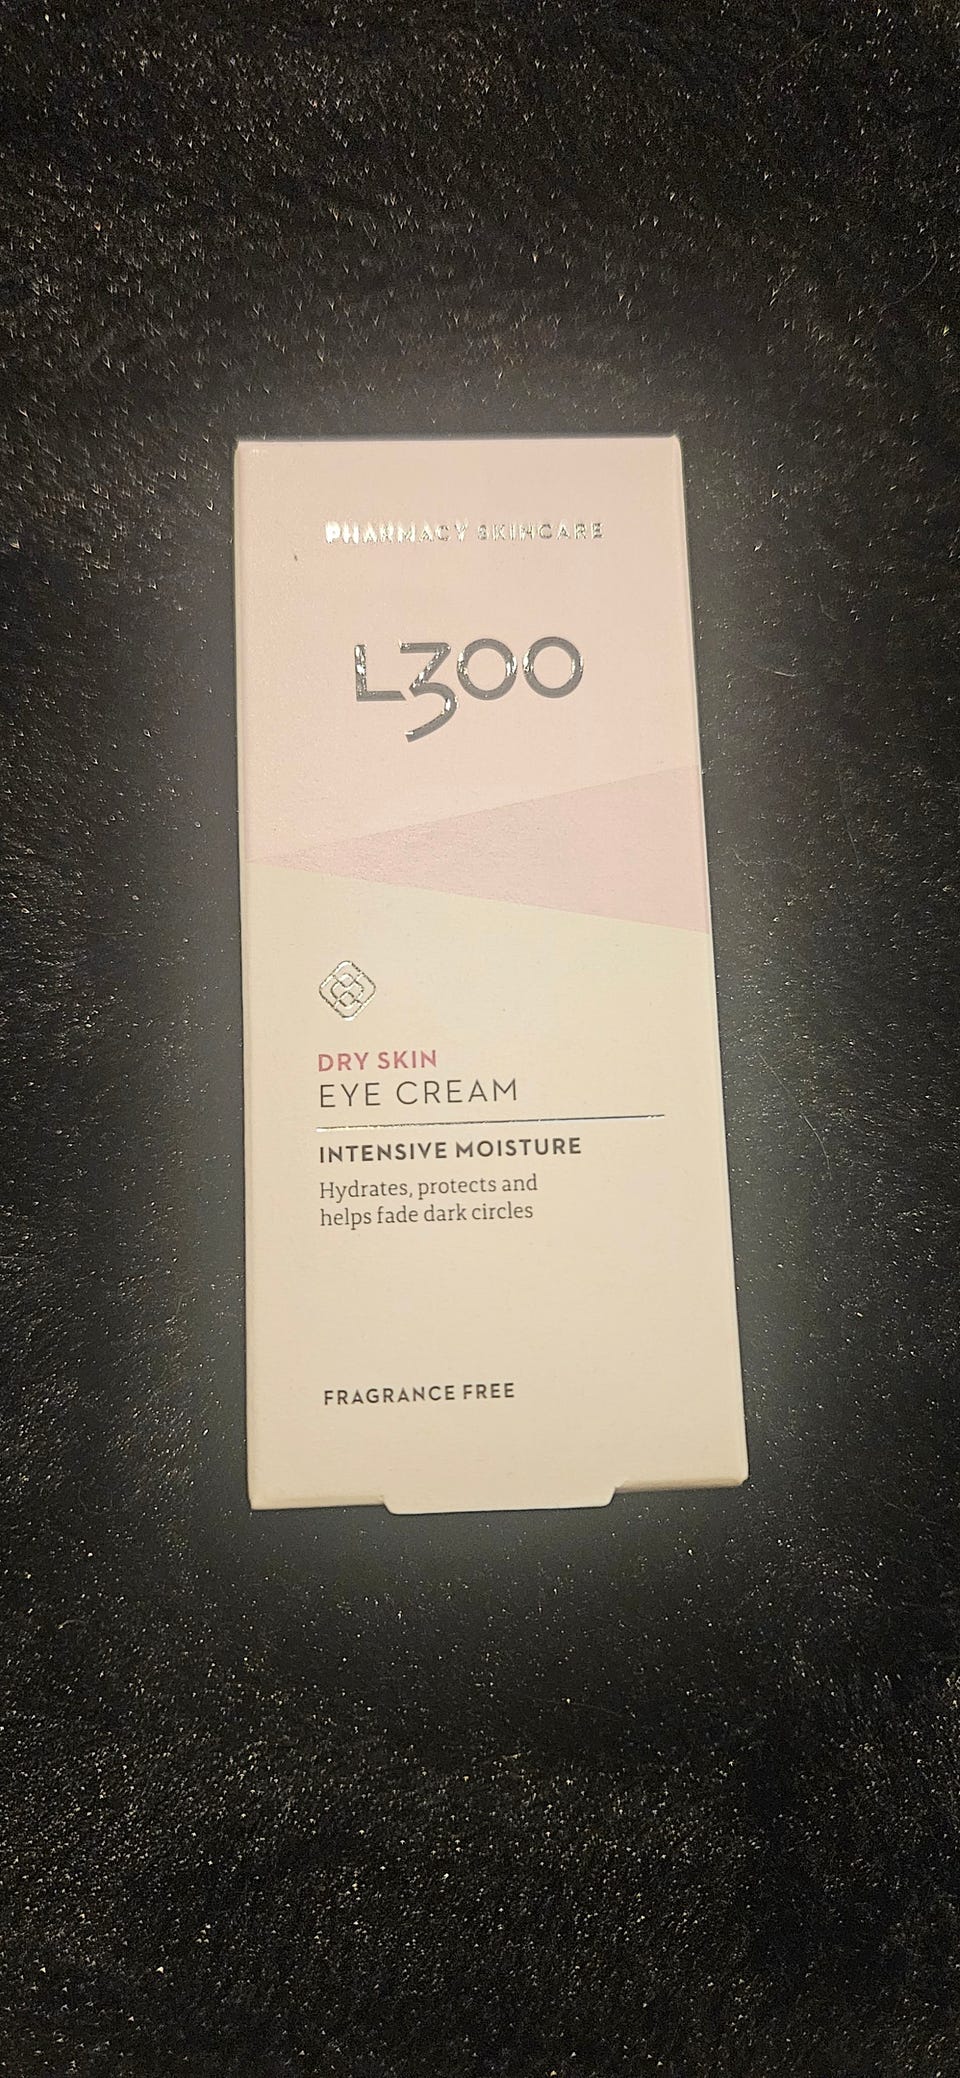 PHARMACY SKINCARE
L300
DRY SKIN
EYE CREAM
INTENSIVE MOISTURE
Hydrates, protects and
helps fade dark circles
FRAGRANCE FREE